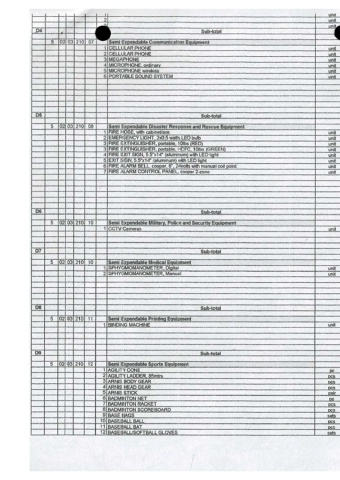 unit
2 unit
unit
D4 Sub-total
5 02 03 210 07 Semi Expendable Communication Equipment
1 CELLULAR PHONE unit
2 CELLULAR PHONE unit
3 MEGAPHONE unit
4 MICROPHONE, ordinary unit
5 MICROPHONE wireless unit
6 PORTABLE SOUND SYSTEM unit
D5 Sub-total
5 02 03 210 08 Semi Expendable Disaster Response and Rescue Equipment
1 FIRE HOSE, with cabinet/box unit
2 EMERGENCY LIGHT, 2x0.5 watts LED bulb unit
3 FIRE EXTINGUISHER, portable, 10lbs (RED) unit
3 FIRE EXTINGUISHER, portable, HCFC, 10lbs (GREEN) unit
4 FIRE EXIT SIGN, 5.5"x14" (aluminum) with LED light unit
5 EXIT SIGN, 5.5"x14" (aluminum) with LED light unit
6 FIRE ALARM BELL, cooper, 6", 24volts with manual coil point unit
7 FIRE ALARM CONTROL PANEL, cooper 2-zone unit
D6 Sub-total
5 02 03 210 10 Semi Expendable Military, Police and Security Equipment
1 CCTV Cameras unit
D7 Sub-total
5 02 03 210 10 Semi Expendable Medical Equipment
1 SPHYGMOMANOMETER, Digital unit
2 SPHYGMOMANOMETER, Manual unit
D8 Sub-total
5 02 03 210 11 Semi Expendable Printing Equipment
1 BINDING MACHINE unit
D9 Sub-total
5 02 03 210 12 Semi Expendable Sports Equipment
1 AGILITY CONE pc
2 AGILITY LADDER, 8mtrs pcs
3 ARNIS BODY GEAR pcs
4 ARNIS HEAD GEAR pcs
5 ARNIS STICK pair
6 BADMINTON NET pc
7 BADMINTON RACKET pcs
8 BADMINTON SCOREBOARD pcs
9 BASE BAGS sets
10 BASEBALL BALL pcs
11 BASEBALL BAT pcs
12 BASEBALL/SOFTBALL GLOVES sets